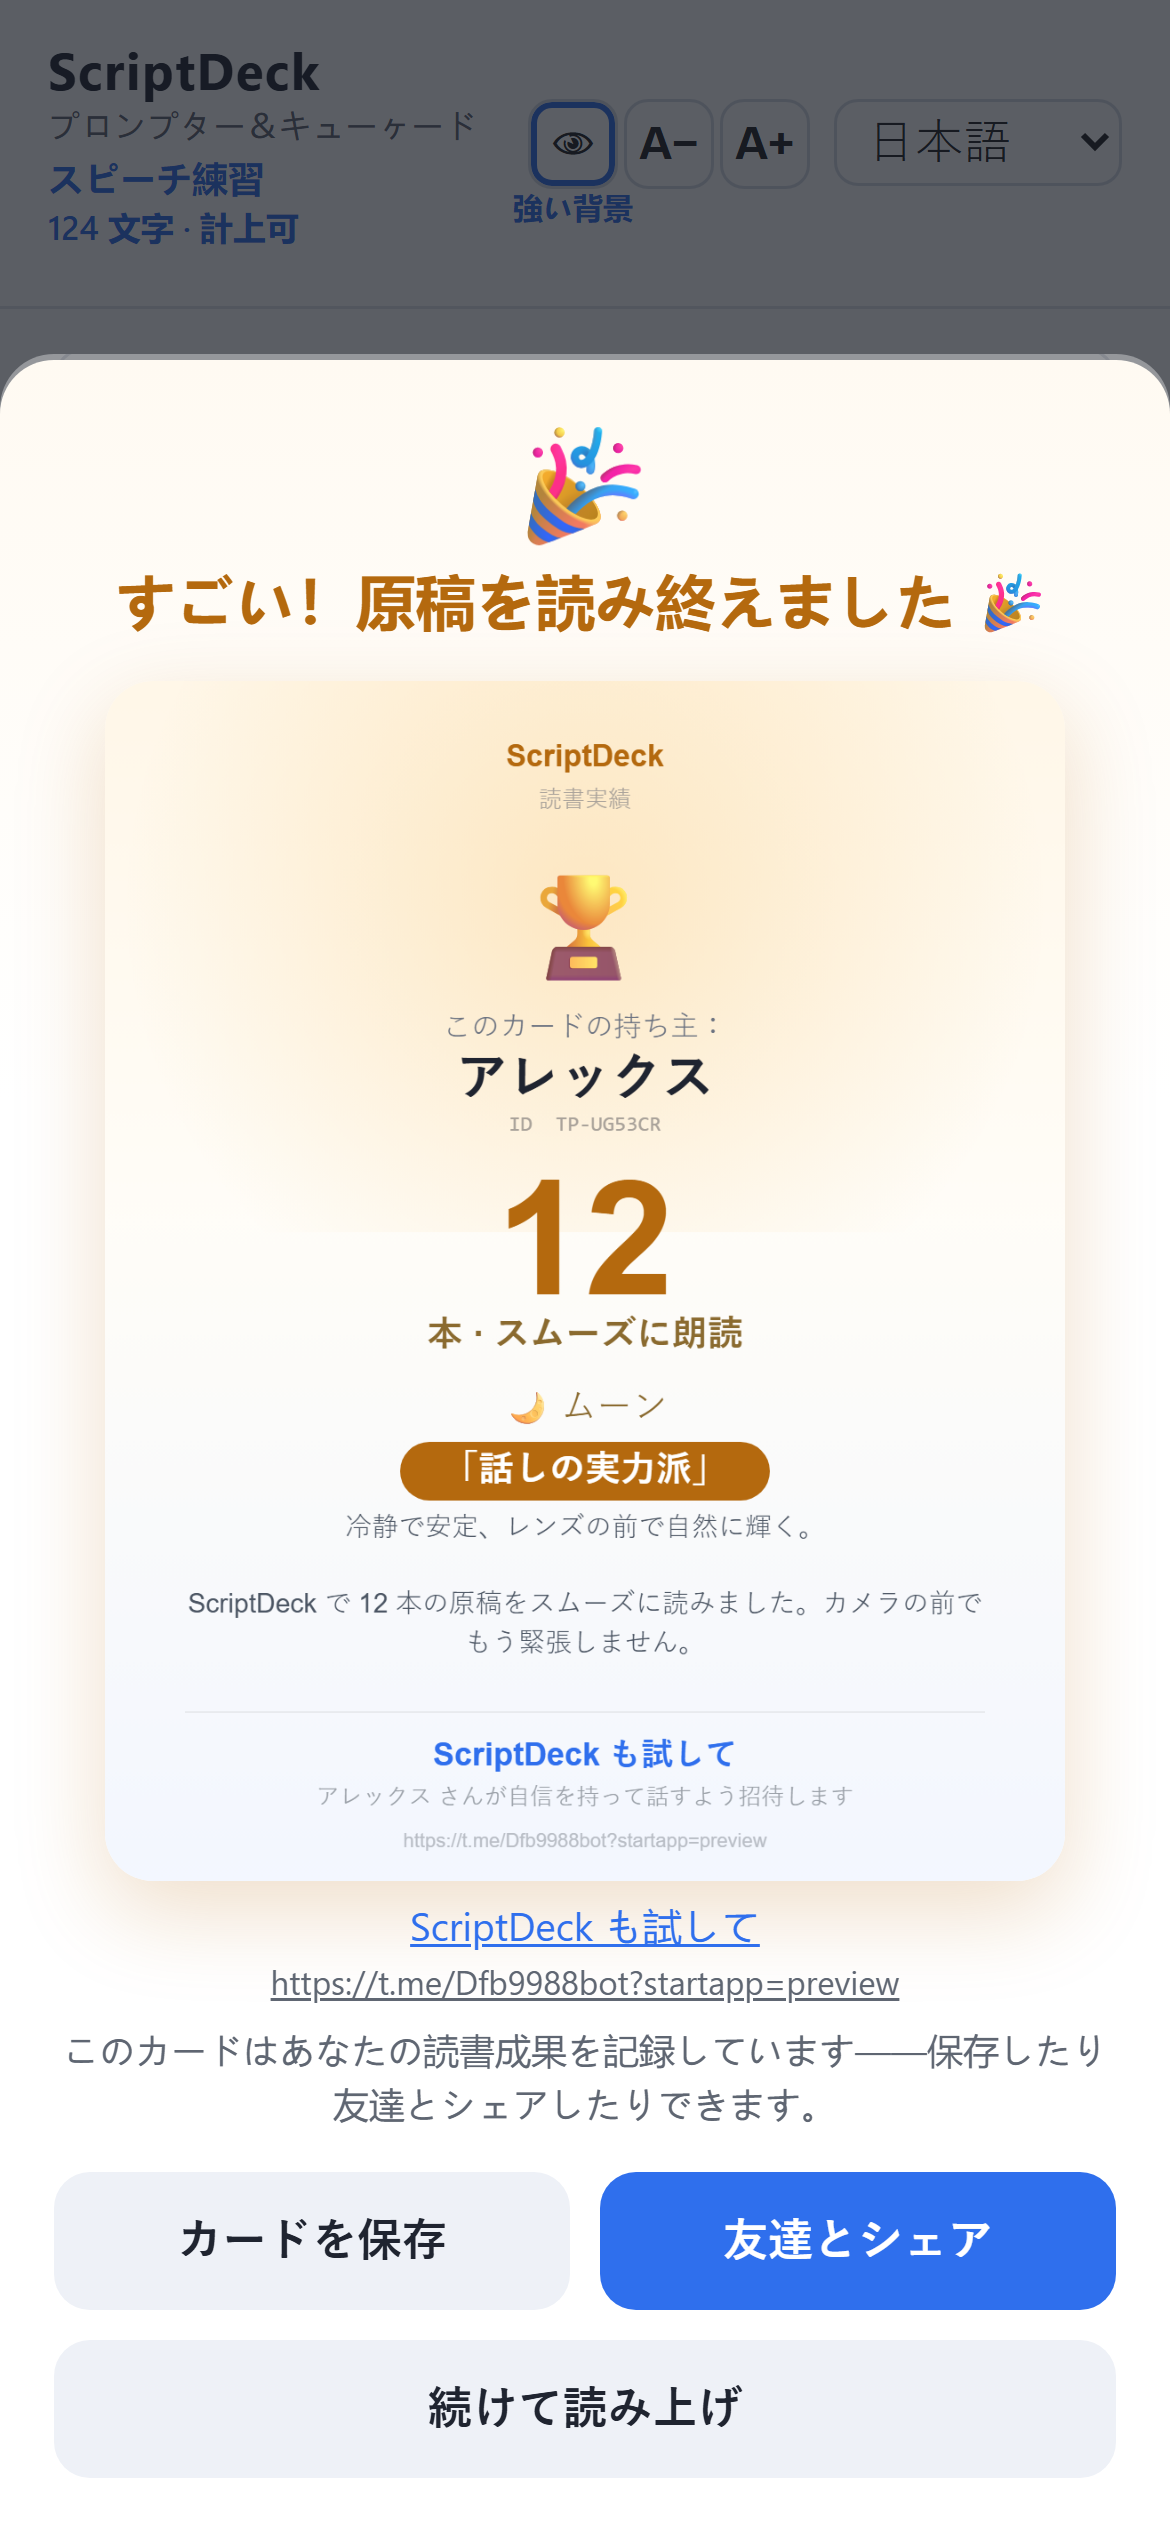 ScriptDeck
プロンプター＆キューヶード
スピーチ練習
124 文字 · 計上可
A−
A+
日本語
強い背景
すごい！原稿を読み終えました
ScriptDeck
読書実績
このカードの持ち主：
アレックス
ID TP-UG53CR
12
本 · スムーズに朗読
ムーン
「話しの実力派」
冷静で安定、レンズの前で自然に輝く。
ScriptDeck で 12 本の原稿をスムーズに読みました。カメラの前で
もう緊張しません。
ScriptDeck も試して
アレックス さんが自信を持って話すよう招待します
https://t.me/Dfb9988bot?startapp=preview
ScriptDeck も試して
https://t.me/Dfb9988bot?startapp=preview
このカードはあなたの読書成果を記録しています——保存したり
友達とシェアしたりできます。
カードを保存
友達とシェア
続けて読み上げ